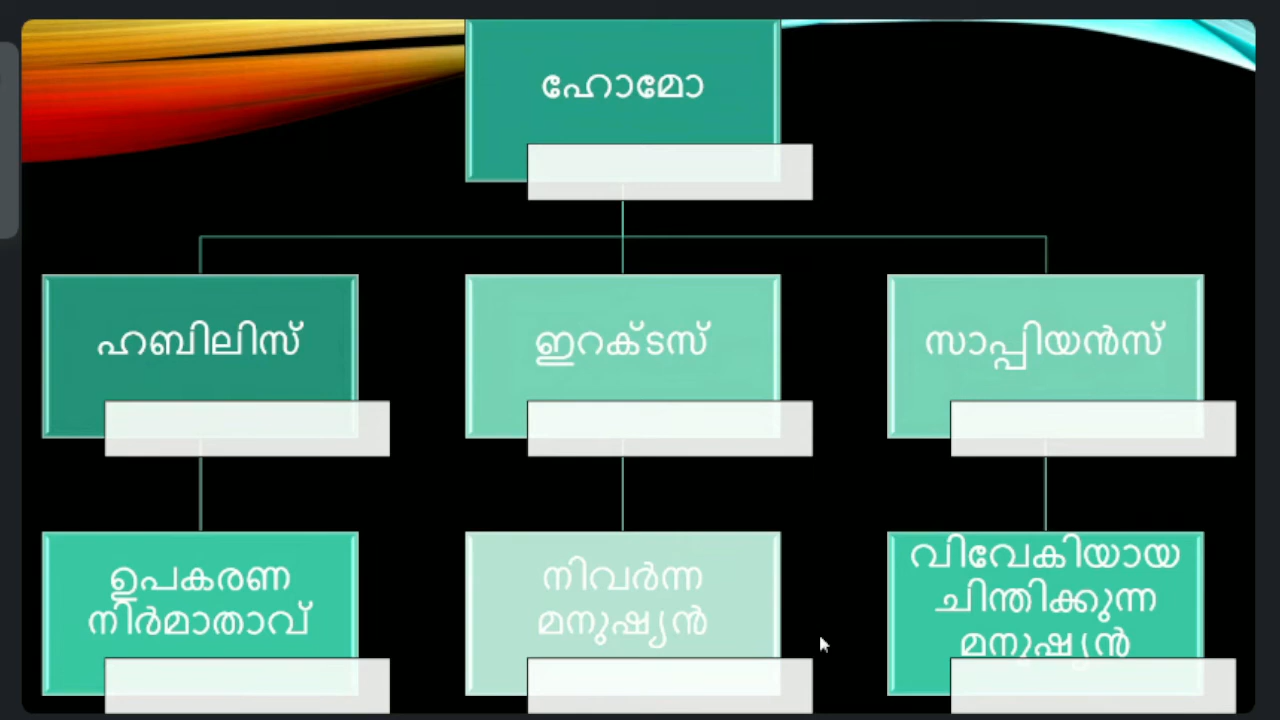 ഹോമോ
ഹബിലിസ്
ഇറക്ടസ്
സാപ്പിയൻസ്
ഉപകരണ
നിർമാതാവ്
നിവർന്ന
മനുഷ്യൻ
വിവേകിയായ
ചിന്തിക്കുന്ന
മനുഷ്യൻ